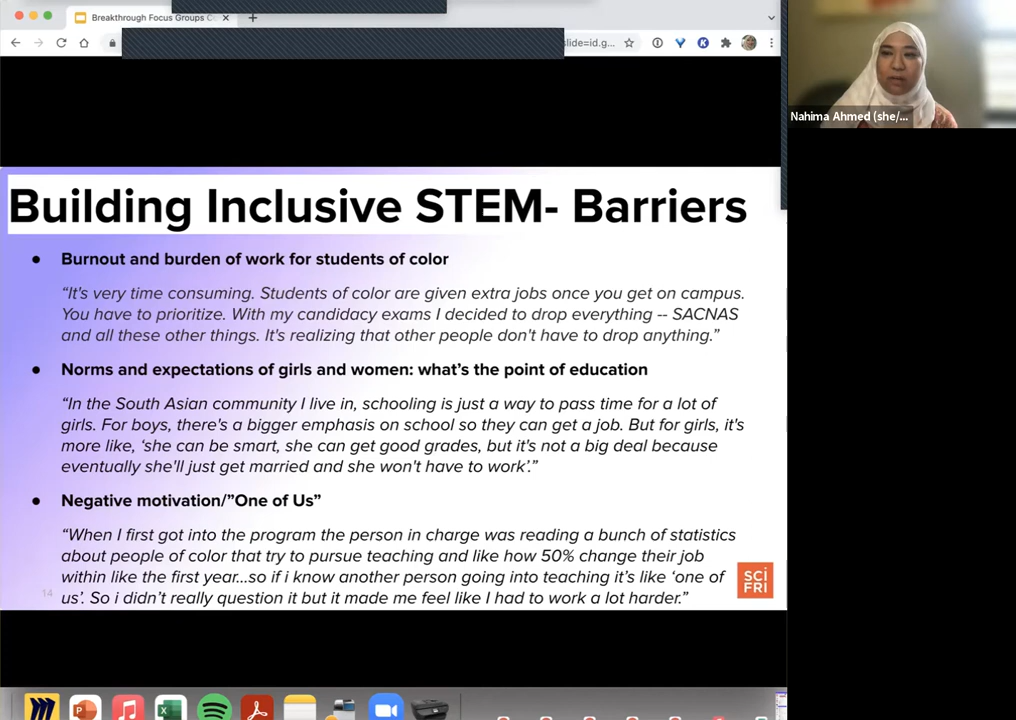 Breakthrough Focus Groups C
slide=id.g...
Nahima Ahmed (she/...
Building Inclusive STEM- Barriers
● Burnout and burden of work for students of color
“It's very time consuming. Students of color are given extra jobs once you get on campus.
You have to prioritize. With my candidacy exams I decided to drop everything -- SACNAS
and all these other things. It's realizing that other people don't have to drop anything.”
● Norms and expectations of girls and women: what’s the point of education
“In the South Asian community I live in, schooling is just a way to pass time for a lot of
girls. For boys, there's a bigger emphasis on school so they can get a job. But for girls, it's
more like, ‘she can be smart, she can get good grades, but it's not a big deal because
eventually she'll just get married and she won't have to work’.”
● Negative motivation/”One of Us”
“When I first got into the program the person in charge was reading a bunch of statistics
about people of color that try to pursue teaching and like how 50% change their job
within like the first year...so if i know another person going into teaching it’s like ‘one of
us’. So i didn’t really question it but it made me feel like I had to work a lot harder.”
14
SCI
FRI